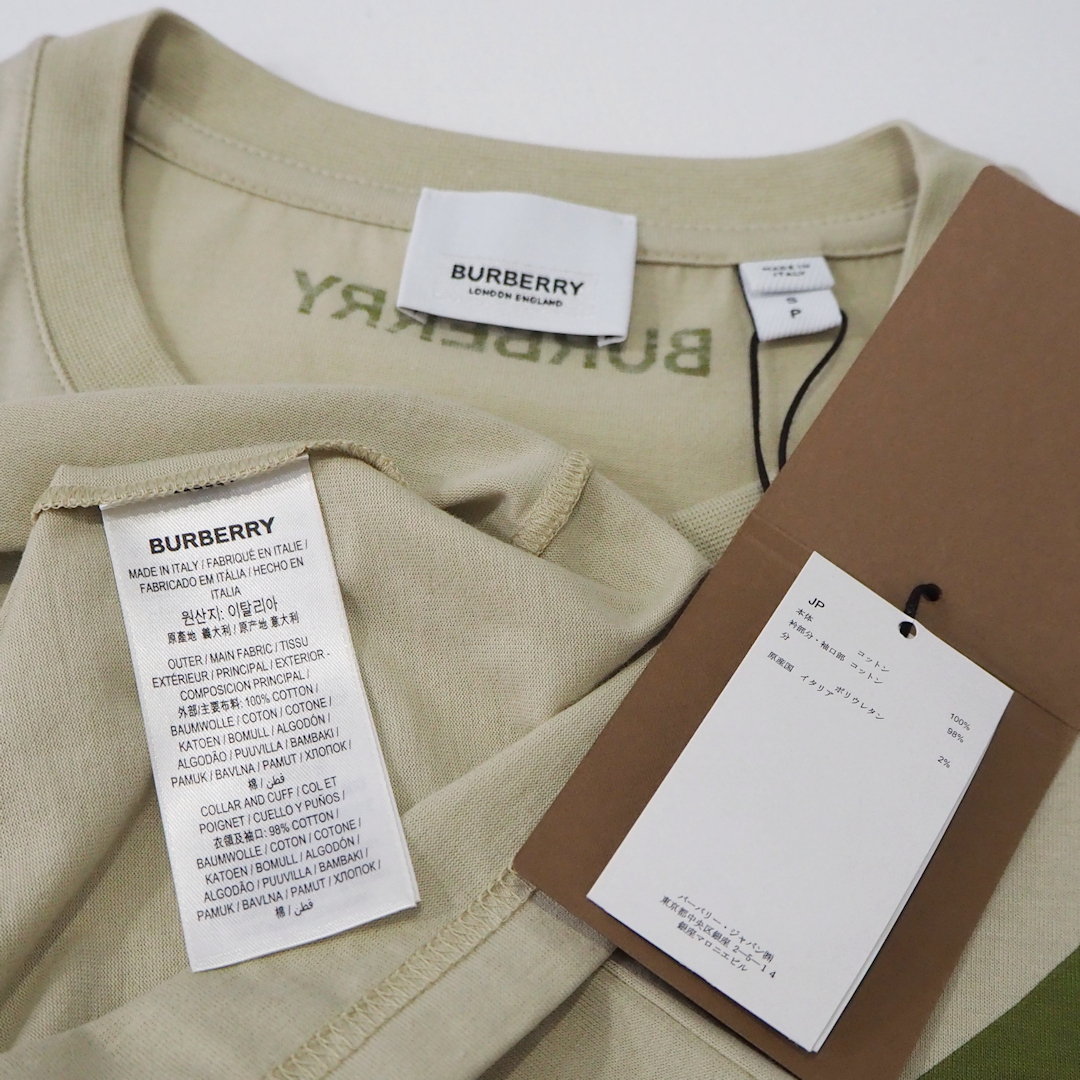 BURBERRY
LONDON ENGLAND
BURBERRY
MADE IN
ITALY
S
P
BURBERRY
MADE IN ITALY / FABRIQUÉ EN ITALIE /
FABRICADO EM ITÁLIA / HECHO EN
ITALIA
원산지: 이탈리아
原產地 義大利 / 原产地 意大利
OUTER / MAIN FABRIC / TISSU
EXTÉRIEUR / PRINCIPAL / EXTERIOR -
COMPOSICION PRINCIPAL /
外部/主要布料: 100% COTTON /
BAUMWOLLE / COTON / COTONE /
KATOEN / BOMULL / ALGODÓN /
ALGODÃO / PUUVILLA / BAMBAKI /
PAMUK / BAVLNA / PAMUT / ХЛОПОК /
棉 / قطن
COLLAR AND CUFF / COL ET
POIGNET / CUELLO Y PUÑOS /
衣領及袖口: 98% COTTON /
BAUMWOLLE / COTON / COTONE /
KATOEN / BOMULL / ALGODÓN /
ALGODÃO / PUUVILLA / BAMBAKI /
PAMUK / BAVLNA / PAMUT / ХЛОПОК /
棉 / قطن
JP
本体
コットン 100%
衿部分・袖口部分 コットン 98%
ポリウレタン 2%
原産国 イタリア
バーバリー・ジャパン㈱
東京都中央区銀座 2-5-14
銀座マロニエビル